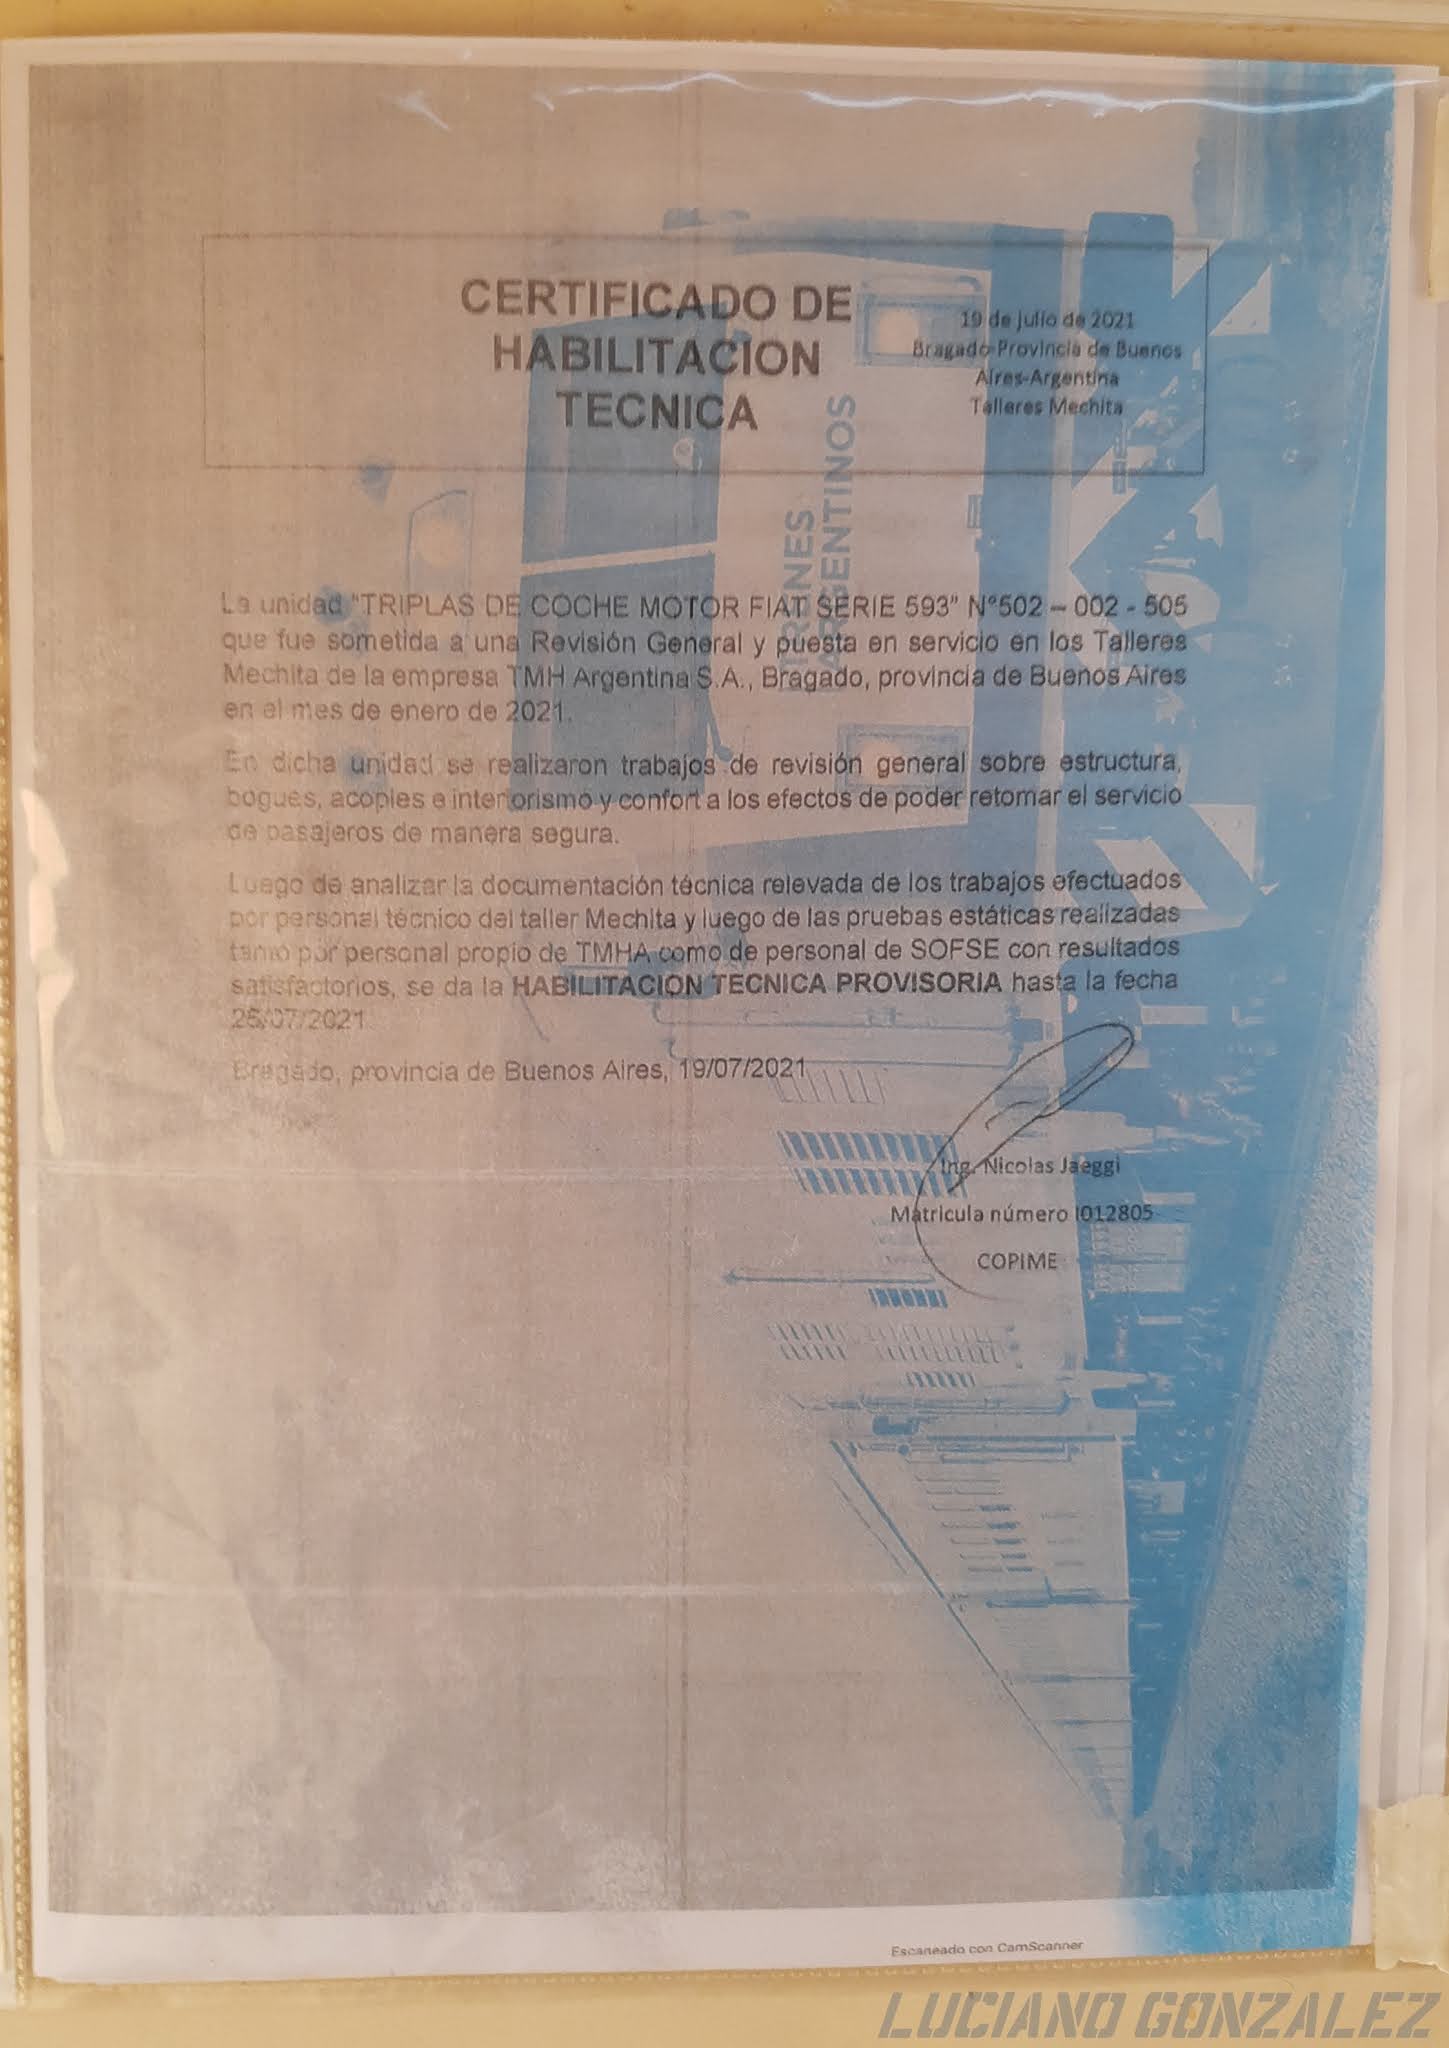 CERTIFICADO DE
HABILITACION
TECNICA
19 de julio de 2021
Bragado-Provincia de Buenos
Aires-Argentina
Talleres Mechita
TRENES
ARGENTINOS
La unidad "TRIPLAS DE COCHE MOTOR FIAT SERIE 593" N°502 – 002 - 505
que fue sometida a una Revisión General y puesta en servicio en los Talleres
Mechita de la empresa TMH Argentina S.A., Bragado, provincia de Buenos Aires
en el mes de enero de 2021.
En dicha unidad se realizaron trabajos de revisión general sobre estructura,
bogues, acoples e interiorismo y confort a los efectos de poder retomar el servicio
de pasajeros de manera segura.
Luego de analizar la documentación técnica relevada de los trabajos efectuados
por personal técnico del taller Mechita y luego de las pruebas estáticas realizadas
tanto por personal propio de TMHA como de personal de SOFSE con resultados
satisfactorios, se da la HABILITACION TECNICA PROVISORIA hasta la fecha
/07/2021
Bragado, provincia de Buenos Aires, 19/07/2021
Ing. Nicolas Jaeggi
Matricula número I012805
COPIME
Escaneado con CamScanner
LUCIANO GONZALEZ